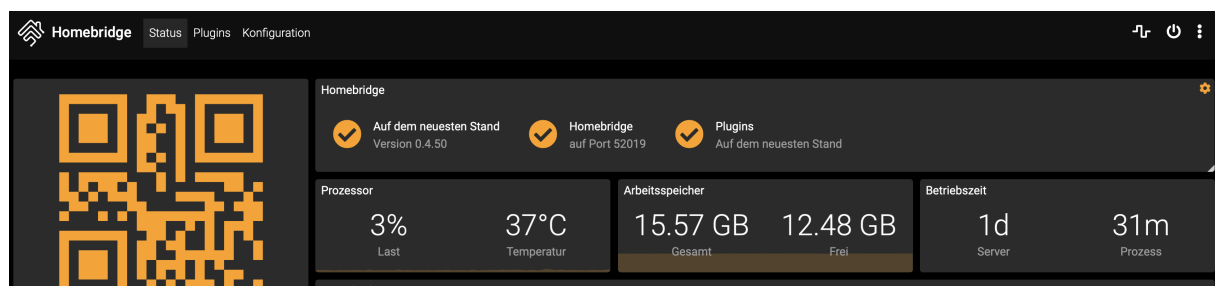 Homebridge Status Plugins Konfiguration
Homebridge
Auf dem neuesten Stand
Version 0.4.50
Homebridge
auf Port 52019
Plugins
Auf dem neuesten Stand
Prozessor
3% 37°C
Last Temperatur
Arbeitsspeicher
15.57 GB 12.48 GB
Gesamt Frei
Betriebszeit
1d 31m
Server Prozess